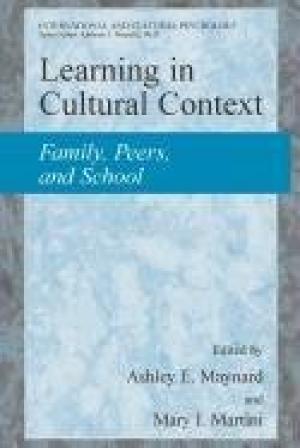 INTERNATIONAL AND CULTURAL PSYCHOLOGY
Learning in
Cultural Context
Family, Peers,
and School
Edited by
Ashley E. Maynard
and
Mary I. Martini